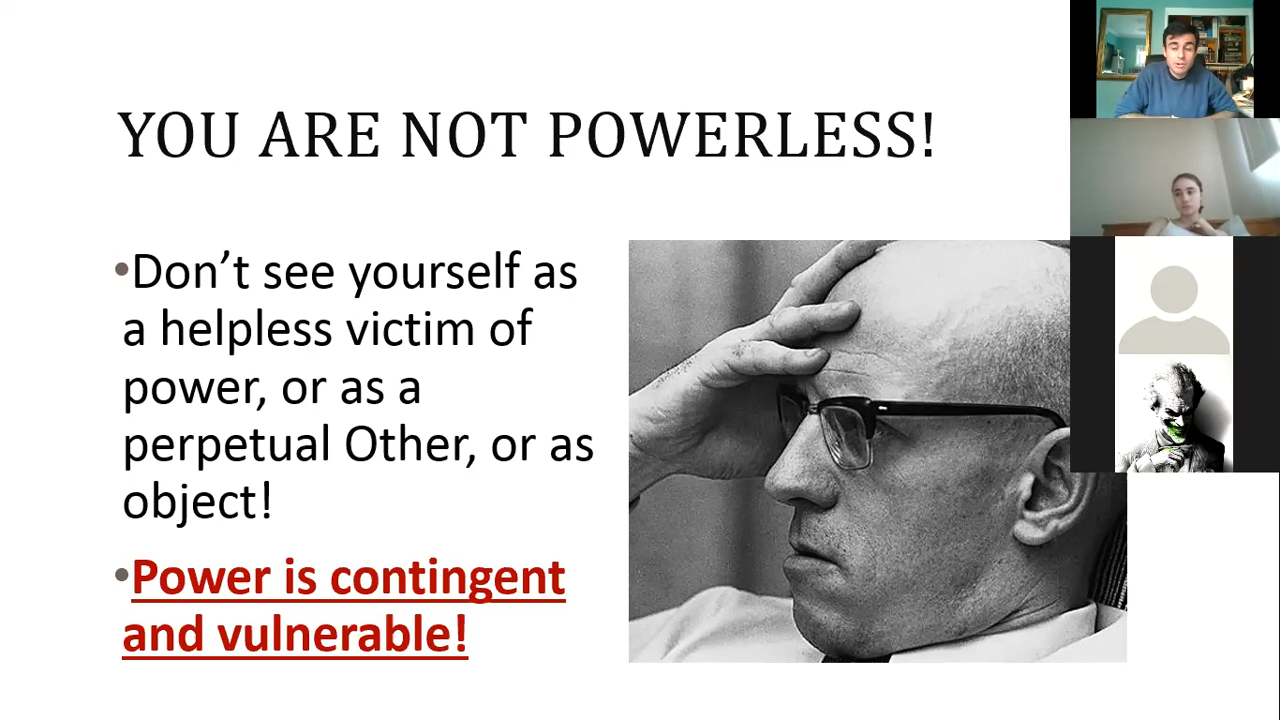 YOU ARE NOT POWERLESS!
•Don’t see yourself as
a helpless victim of
power, or as a
perpetual Other, or as
object!
•Power is contingent
and vulnerable!